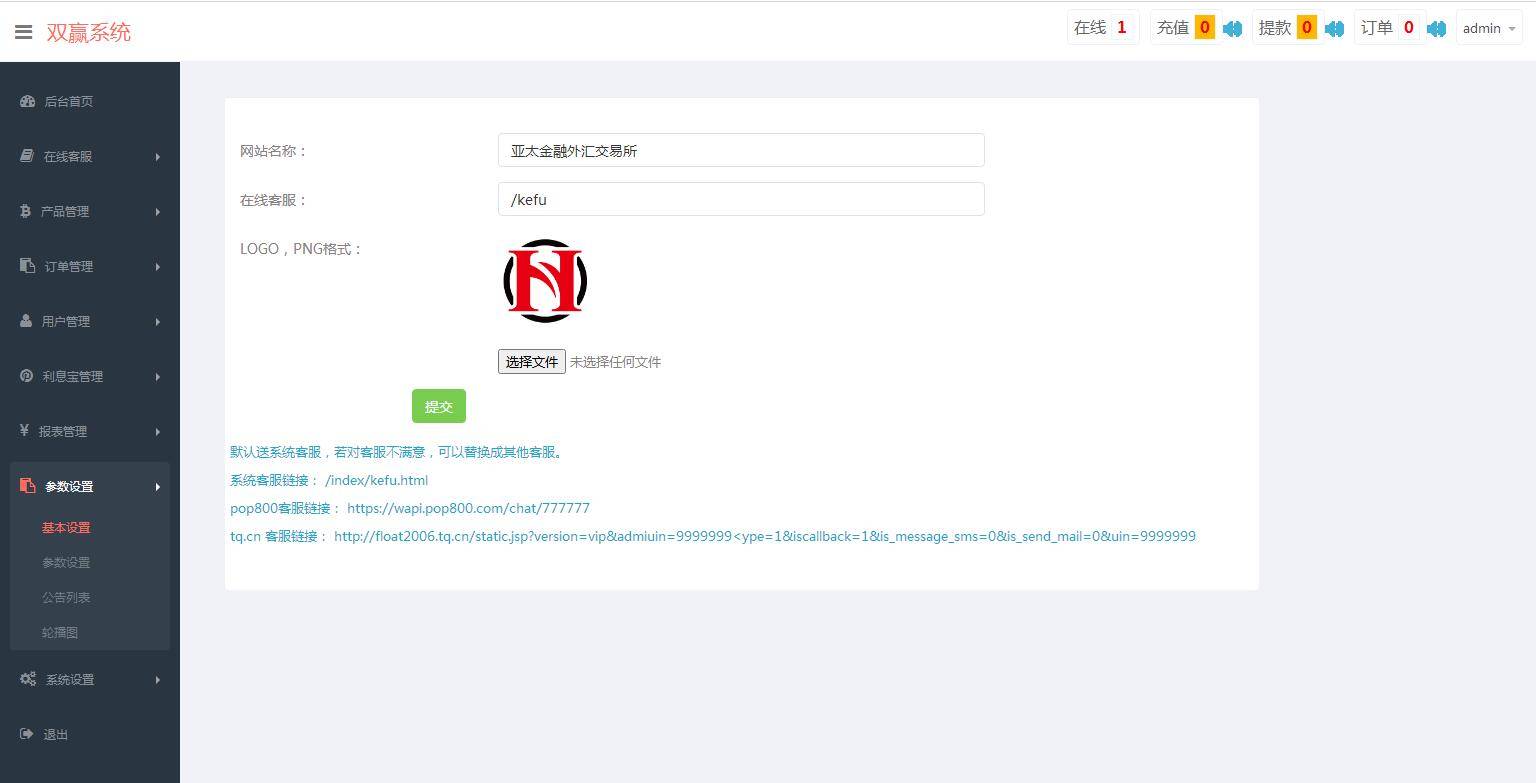 双赢系统
在线 1 充值 0 提款 0 订单 0 admin
后台首页
在线客服
产品管理
订单管理
用户管理
利息宝管理
¥ 报表管理
参数设置
基本设置
参数设置
公告列表
轮播图
系统设置
退出
网站名称： 亚太金融外汇交易所
在线客服： /kefu
LOGO，PNG格式：
选择文件 未选择任何文件
提交
默认送系统客服，若对客服不满意，可以替换成其他客服。
系统客服链接： /index/kefu.html
pop800客服链接： https://wapi.pop800.com/chat/777777
tq.cn 客服链接： http://float2006.tq.cn/static.jsp?version=vip&admiuin=9999999<ype=1&iscallback=1&is_message_sms=0&is_send_mail=0&uin=9999999